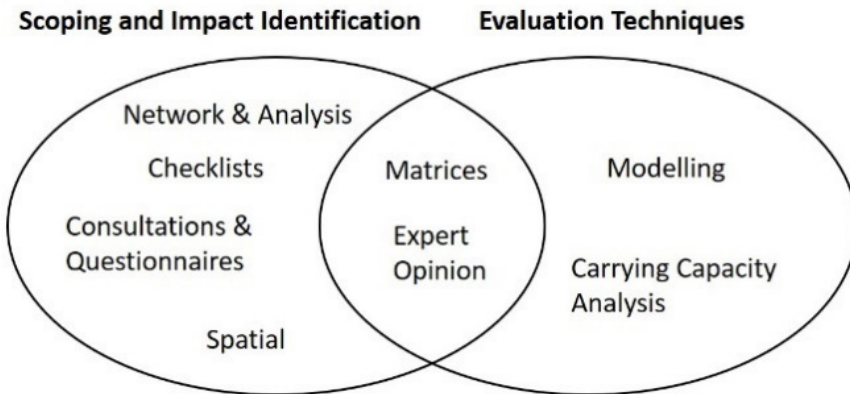 Scoping and Impact Identification
Evaluation Techniques
Network & Analysis
Checklists
Consultations &
Questionnaires
Spatial
Matrices
Expert
Opinion
Modelling
Carrying Capacity
Analysis